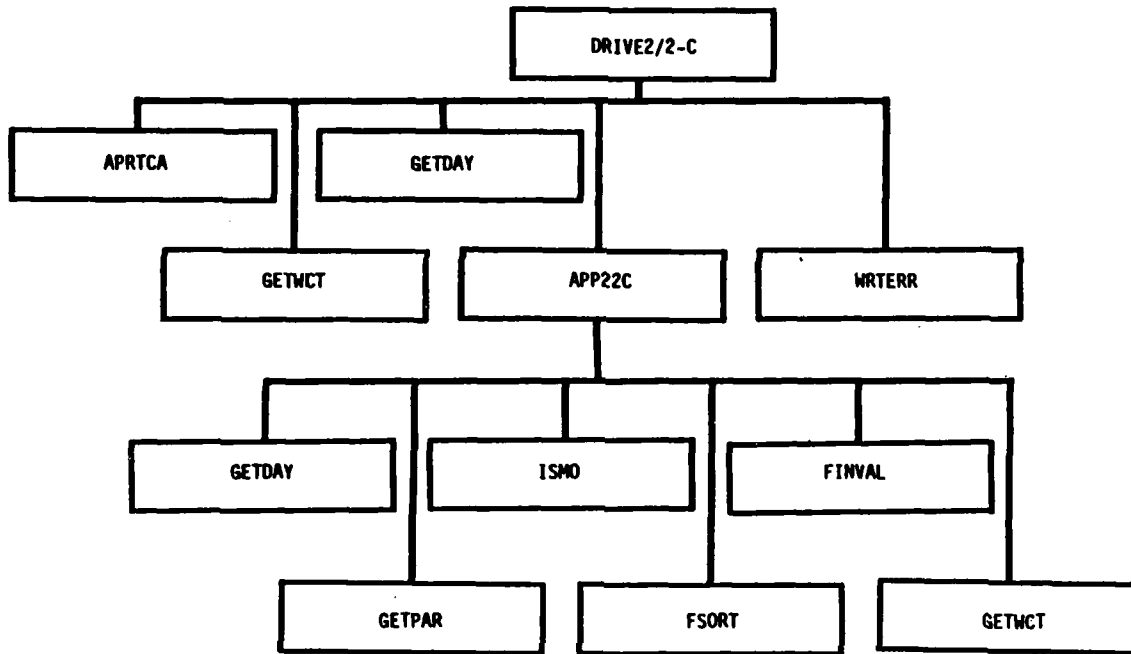 DRIVE2/2-C
APRTCA
GETDAY
GETWCT
APP22C
WRTERR
GETDAY
ISMO
FINVAL
GETPAR
FSORT
GETWCT